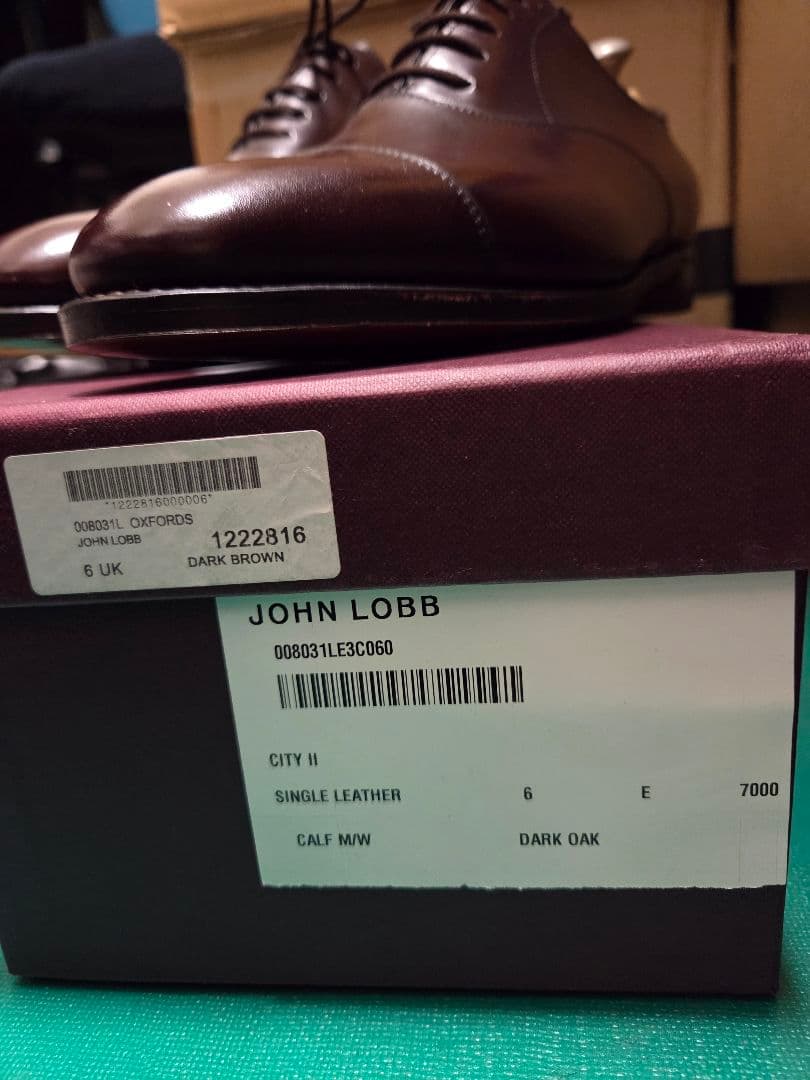 *1222816000006*
008031L OXFORDS
JOHN LOBB 1222816
6 UK DARK BROWN
JOHN LOBB
008031LE3C060
CITY II
SINGLE LEATHER 6 E 7000
CALF M/W DARK OAK